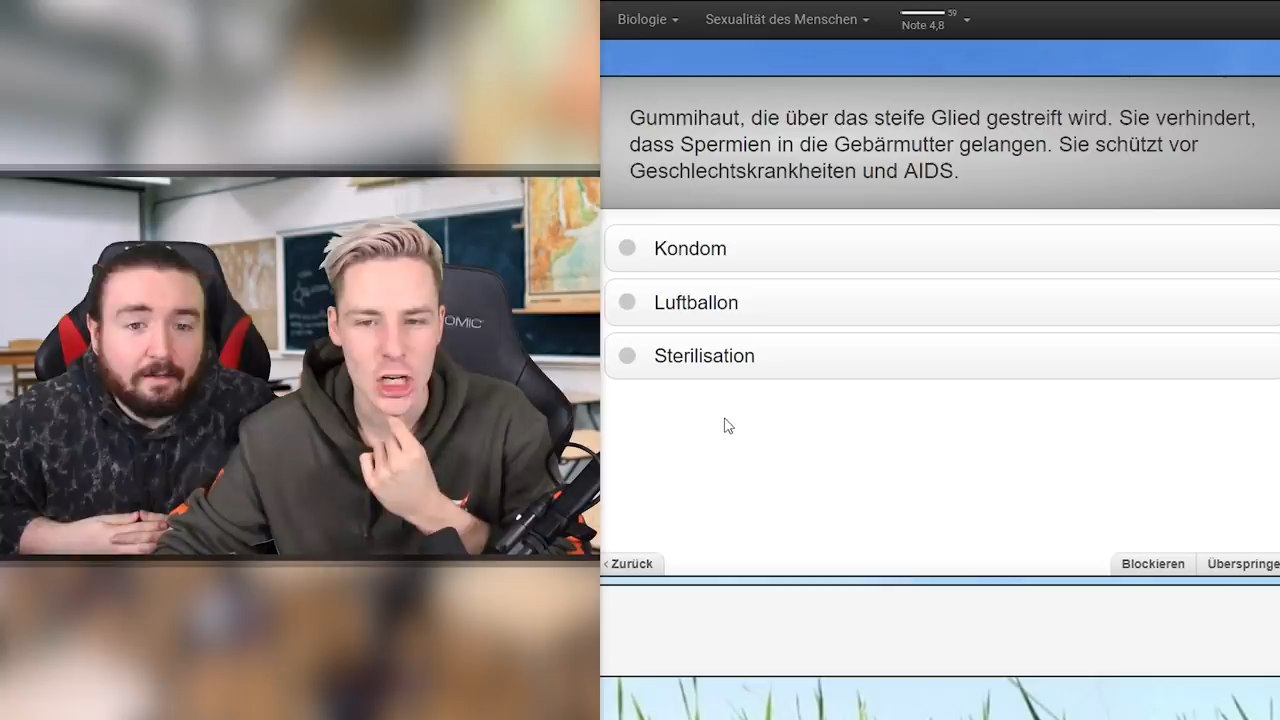 Biologie
Sexualität des Menschen
59
Note 4,8
Gummihaut, die über das steife Glied gestreift wird. Sie verhindert,
dass Spermien in die Gebärmutter gelangen. Sie schützt vor
Geschlechtskrankheiten und AIDS.
Kondom
Luftballon
Sterilisation
OMIC
‹ Zurück
Blockieren
Überspringe